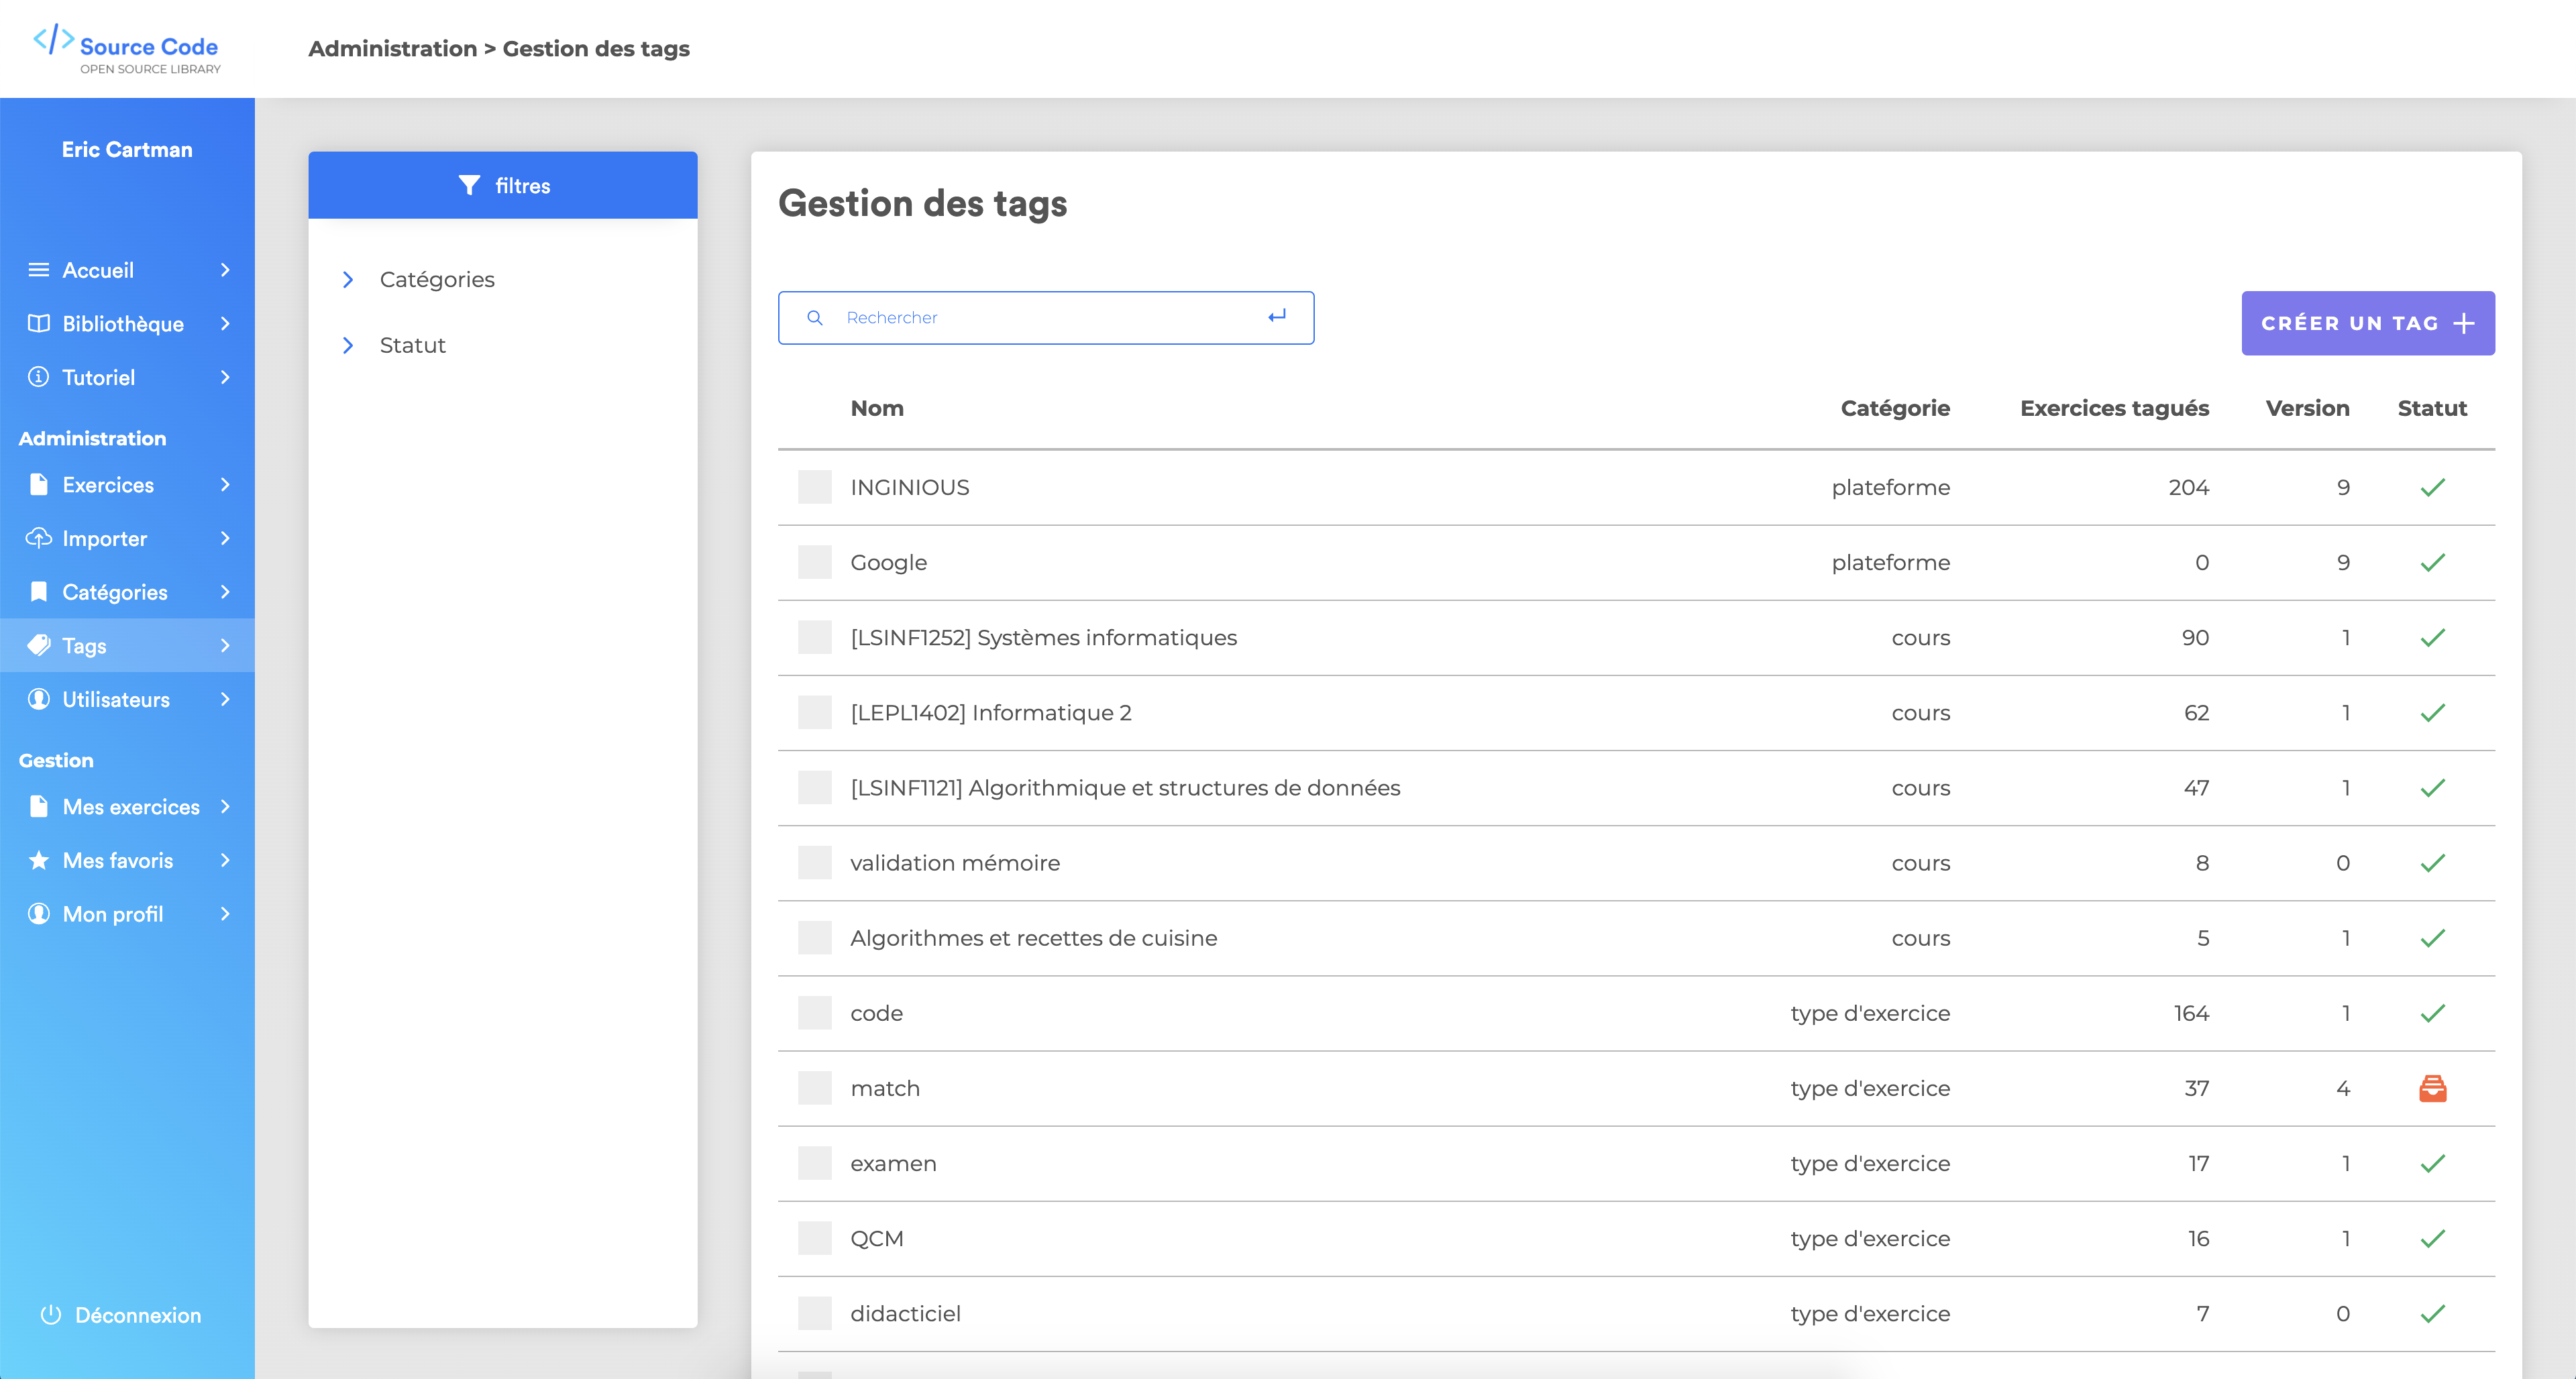 </> Source Code
OPEN SOURCE LIBRARY
Administration > Gestion des tags
Eric Cartman
Accueil
Bibliothèque
Tutoriel
Administration
Exercices
Importer
Catégories
Tags
Utilisateurs
Gestion
Mes exercices
Mes favoris
Mon profil
Déconnexion
filtres
Catégories
Statut
Gestion des tags
Rechercher
CRÉER UN TAG
Nom Catégorie Exercices tagués Version Statut
INGINIOUS plateforme 204 9
Google plateforme 0 9
[LSINF1252] Systèmes informatiques cours 90 1
[LEPL1402] Informatique 2 cours 62 1
[LSINF1121] Algorithmique et structures de données cours 47 1
validation mémoire cours 8 0
Algorithmes et recettes de cuisine cours 5 1
code type d'exercice 164 1
match type d'exercice 37 4
examen type d'exercice 17 1
QCM type d'exercice 16 1
didacticiel type d'exercice 7 0